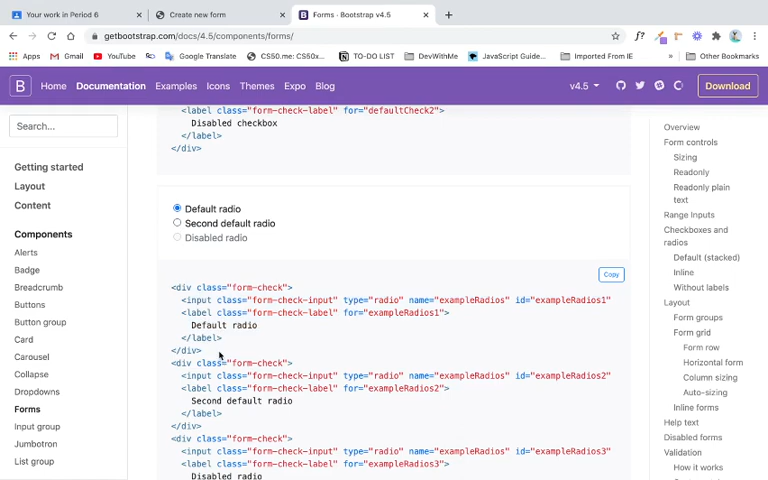 Your work in Period 6
Create new form
Forms · Bootstrap v4.5
getbootstrap.com/docs/4.5/components/forms/
Apps
Gmail
YouTube
Google Translate
CS50.me: CS50x...
TO-DO LIST
DevWithMe
JavaScript Guide...
Imported From IE
»
Other Bookmarks
B
Home
Documentation
Examples
Icons
Themes
Expo
Blog
v4.5
Download
Search...
Getting started
Layout
Content
Components
Alerts
Badge
Breadcrumb
Buttons
Button group
Card
Carousel
Collapse
Dropdowns
Forms
Input group
Jumbotron
List group
<label class="form-check-label" for="defaultCheck2">
Disabled checkbox
</label>
</div>
Default radio
Second default radio
Disabled radio
Copy
<div class="form-check">
<input class="form-check-input" type="radio" name="exampleRadios" id="exampleRadios1"
<label class="form-check-label" for="exampleRadios1">
Default radio
</label>
</div>
<div class="form-check">
<input class="form-check-input" type="radio" name="exampleRadios" id="exampleRadios2"
<label class="form-check-label" for="exampleRadios2">
Second default radio
</label>
</div>
<div class="form-check">
<input class="form-check-input" type="radio" name="exampleRadios" id="exampleRadios3"
<label class="form-check-label" for="exampleRadios3">
Disabled radio
Overview
Form controls
Sizing
Readonly
Readonly plain
text
Range Inputs
Checkboxes and
radios
Default (stacked)
Inline
Without labels
Layout
Form groups
Form grid
Form row
Horizontal form
Column sizing
Auto-sizing
Inline forms
Help text
Disabled forms
Validation
How it works